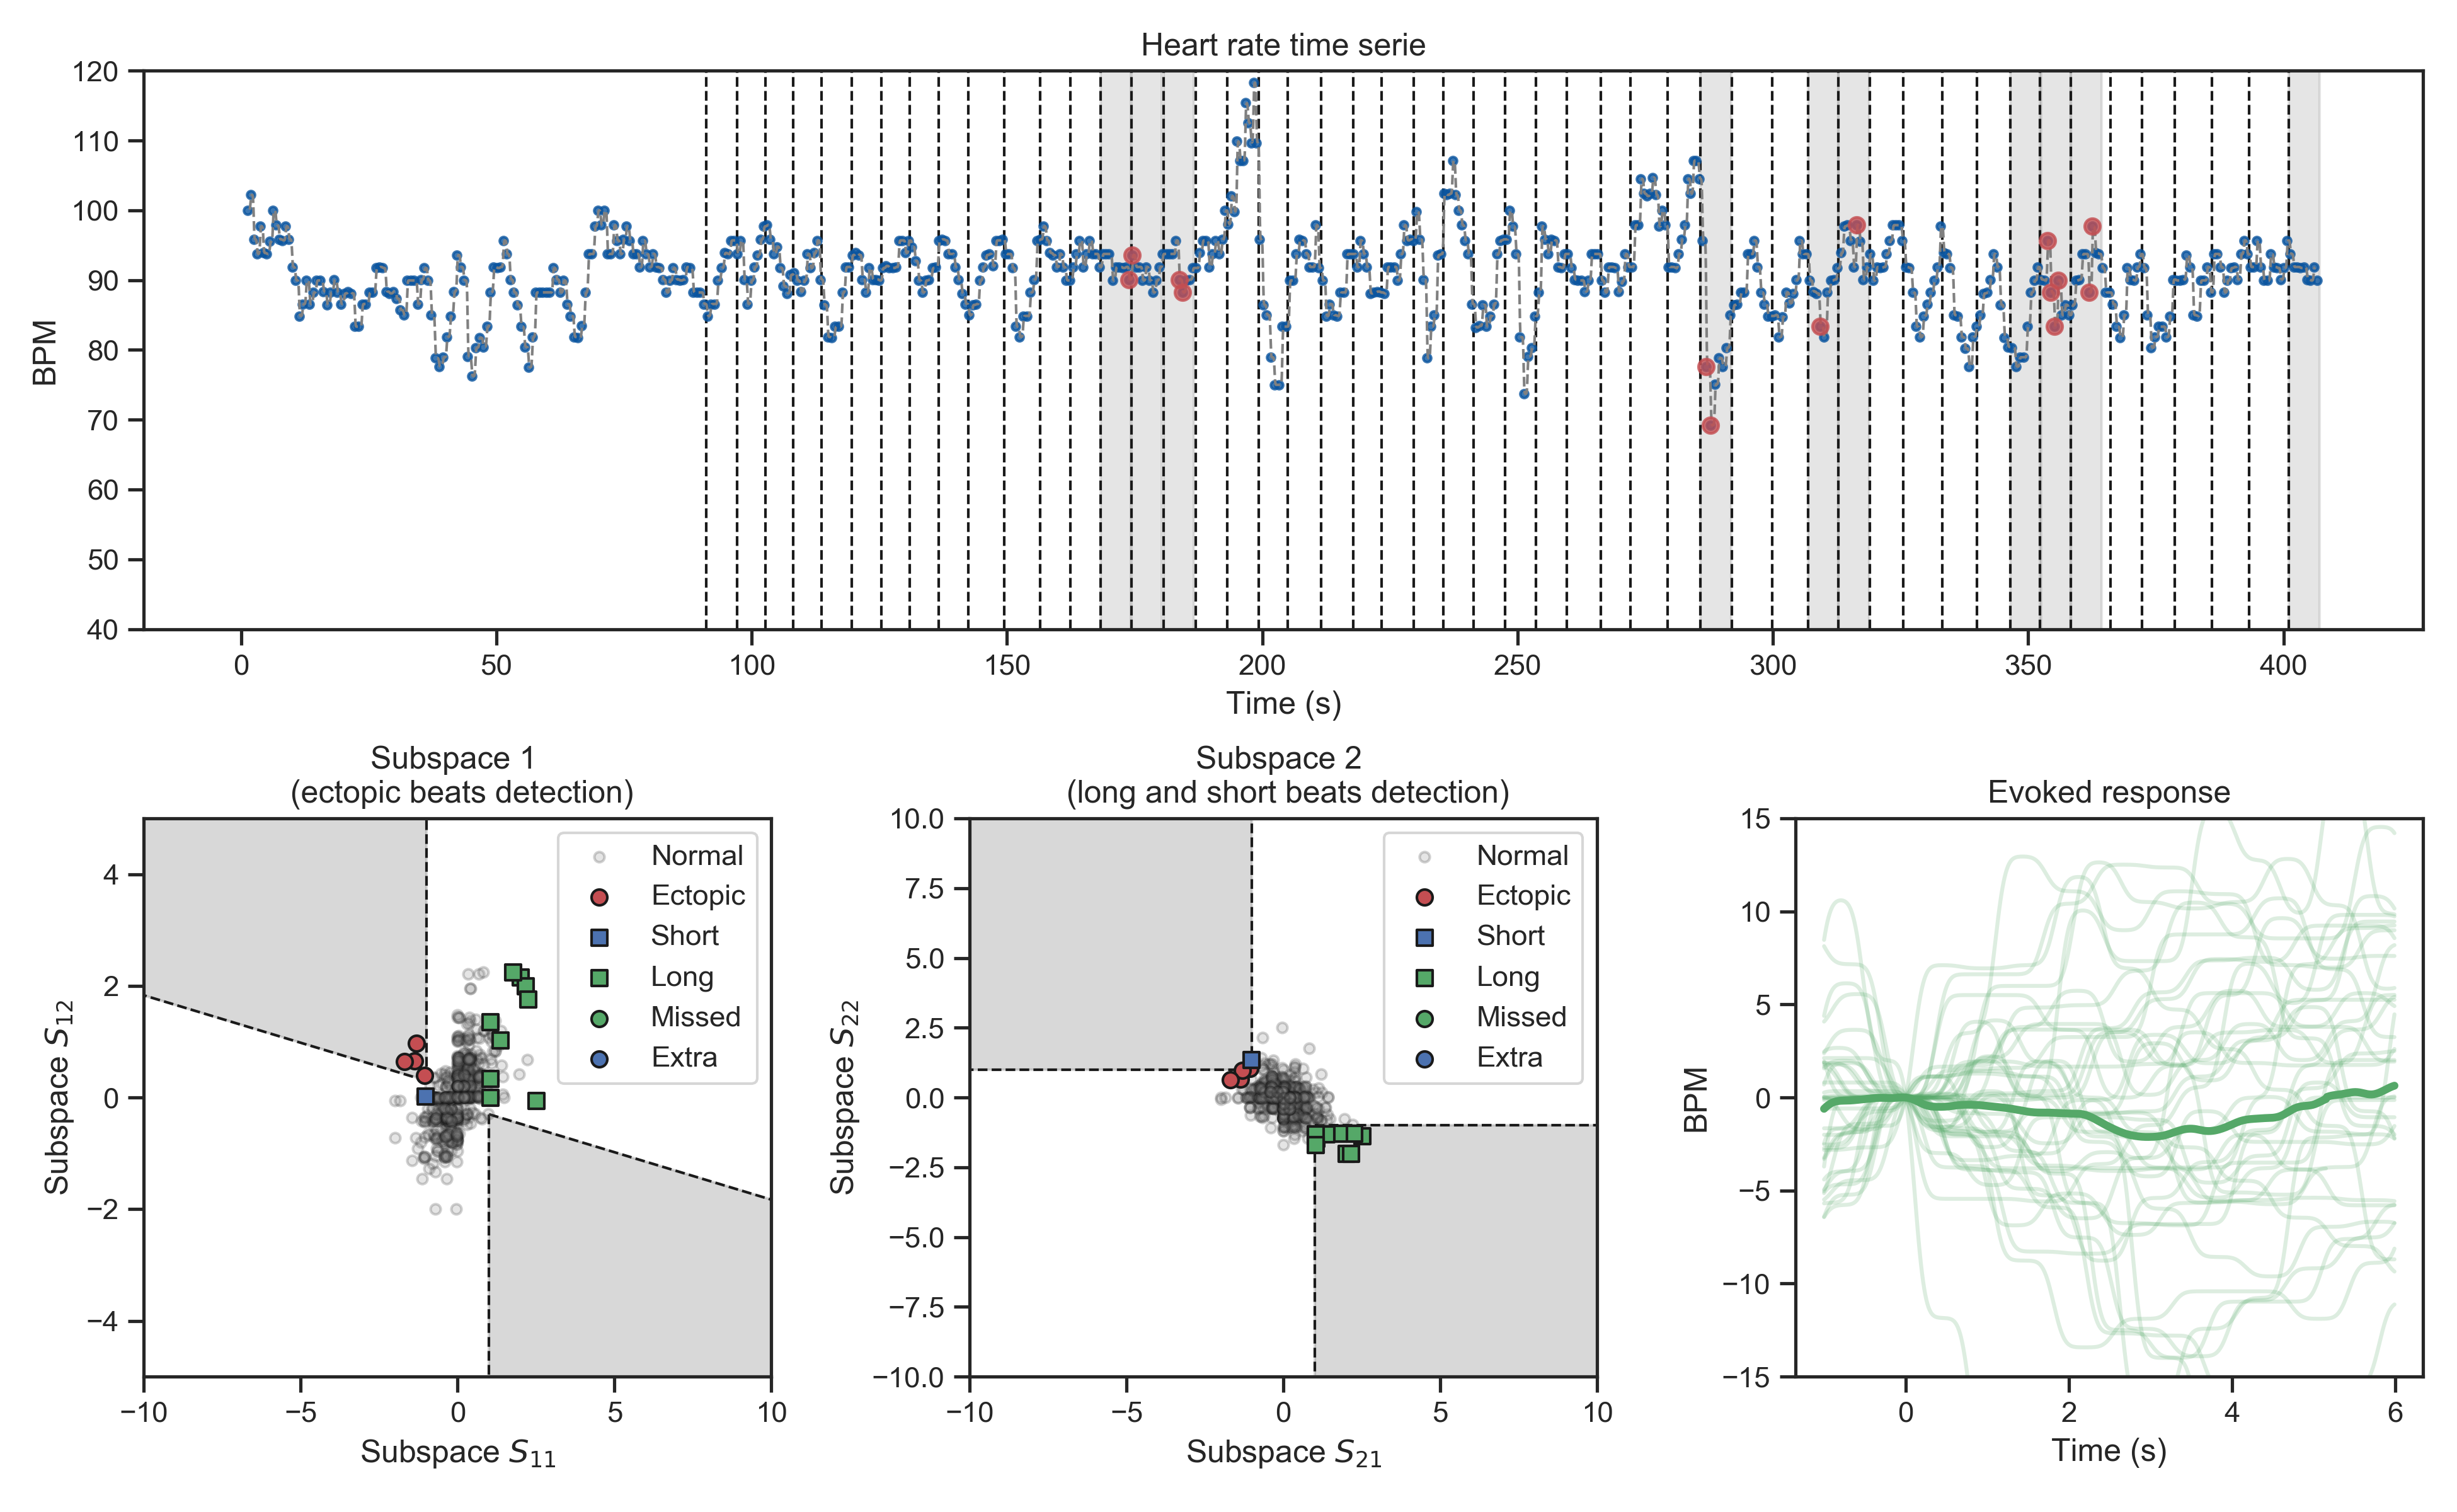 Heart rate time serie
120
110
100
90
80
70
60
50
40
BPM
0 50 100 150 200 250 300 350 400
Time (s)
Subspace 1
(ectopic beats detection)
4
2
0
−2
−4
Subspace S12
Normal
Ectopic
Short
Long
Missed
Extra
−10 −5 0 5 10
Subspace S11
Subspace 2
(long and short beats detection)
10.0
7.5
5.0
2.5
0.0
−2.5
−5.0
−7.5
−10.0
Subspace S22
Normal
Ectopic
Short
Long
Missed
Extra
−10 −5 0 5 10
Subspace S21
Evoked response
15
10
5
0
−5
−10
−15
BPM
0 2 4 6
Time (s)